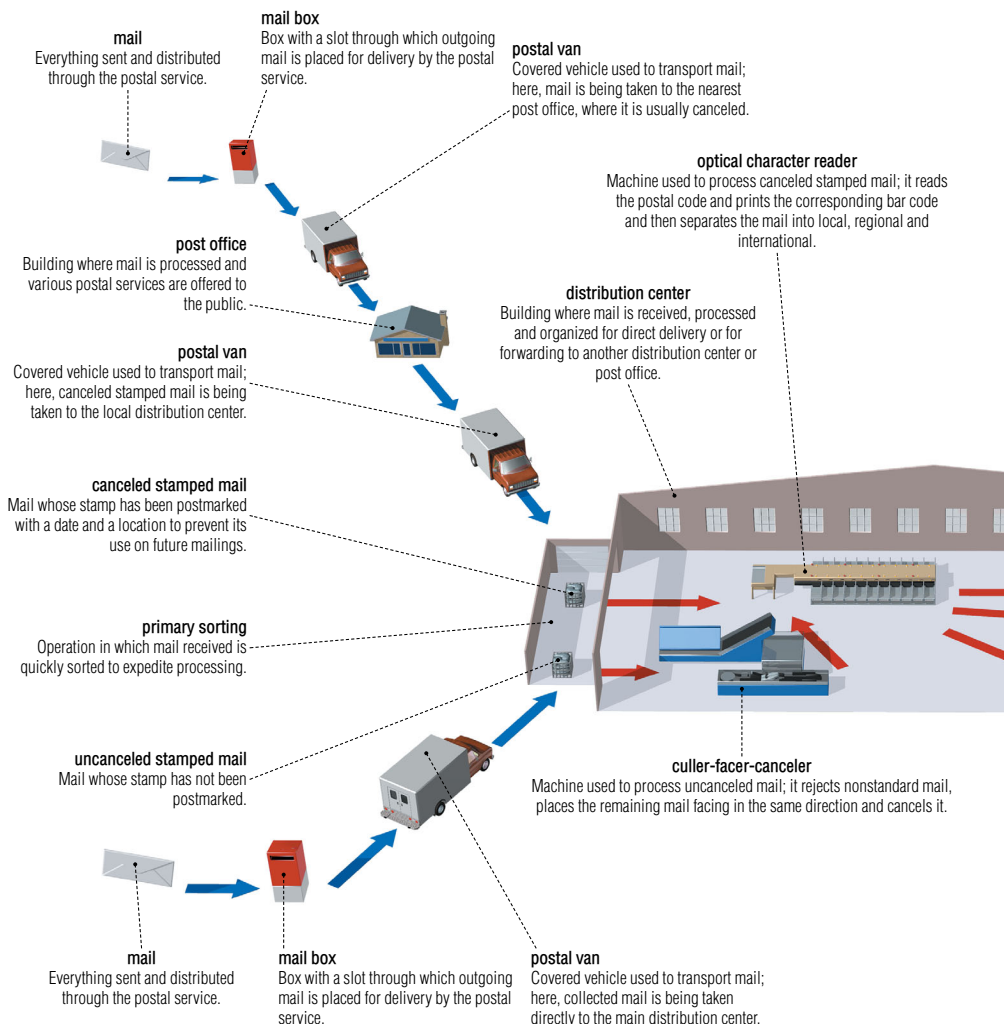 mail
Everything sent and distributed
through the postal service.
mail box
Box with a slot through which outgoing
mail is placed for delivery by the postal
service.
postal van
Covered vehicle used to transport mail;
here, mail is being taken to the nearest
post office, where it is usually canceled.
optical character reader
Machine used to process canceled stamped mail; it reads
the postal code and prints the corresponding bar code
and then separates the mail into local, regional and
international.
post office
Building where mail is processed and
various postal services are offered to
the public.
distribution center
Building where mail is received, processed
and organized for direct delivery or for
forwarding to another distribution center or
post office.
postal van
Covered vehicle used to transport mail;
here, canceled stamped mail is being
taken to the local distribution center.
canceled stamped mail
Mail whose stamp has been postmarked
with a date and a location to prevent its
use on future mailings.
primary sorting
Operation in which mail received is
quickly sorted to expedite processing.
uncanceled stamped mail
Mail whose stamp has not been
postmarked.
culler-facer-canceler
Machine used to process uncanceled mail; it rejects nonstandard mail,
places the remaining mail facing in the same direction and cancels it.
mail
Everything sent and distributed
through the postal service.
mail box
Box with a slot through which outgoing
mail is placed for delivery by the postal
service.
postal van
Covered vehicle used to transport mail;
here, collected mail is being taken
directly to the main distribution center.